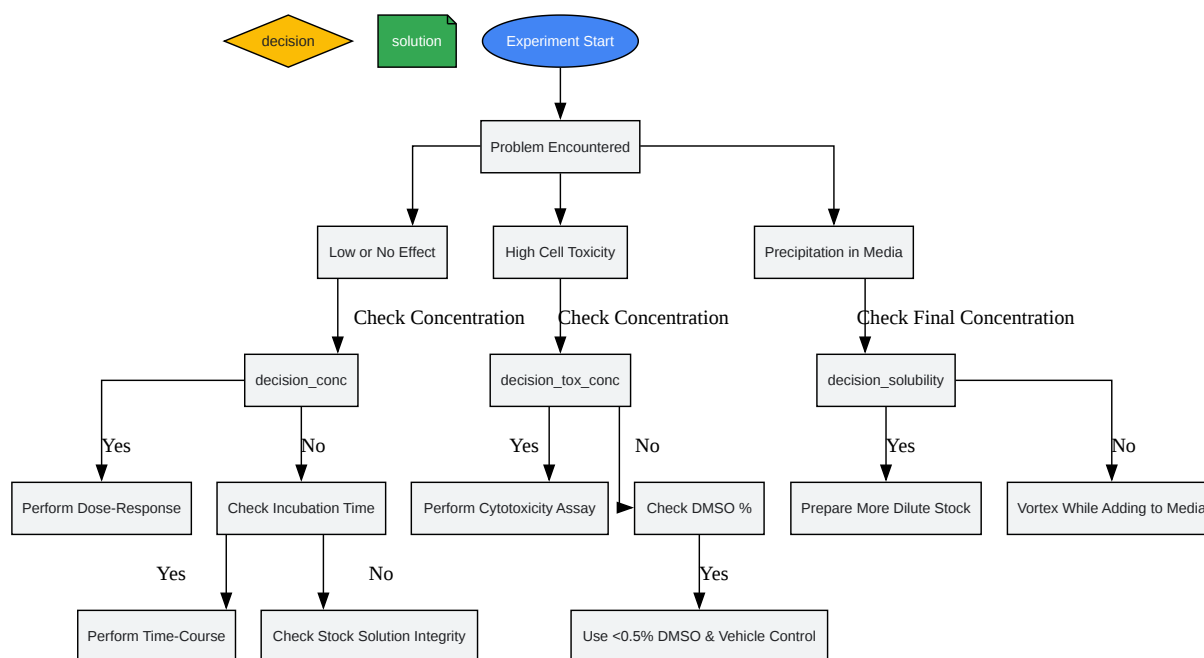 decision
solution
Experiment Start
Problem Encountered
Low or No Effect
High Cell Toxicity
Precipitation in Media
Check Concentration
Check Concentration
Check Final Concentration
decision_conc
decision_tox_conc
decision_solubility
Yes
No
Yes
No
Yes
No
Perform Dose-Response
Check Incubation Time
Perform Cytotoxicity Assay
Check DMSO %
Prepare More Dilute Stock
Vortex While Adding to Media
Yes
No
Yes
Perform Time-Course
Check Stock Solution Integrity
Use <0.5% DMSO & Vehicle Control